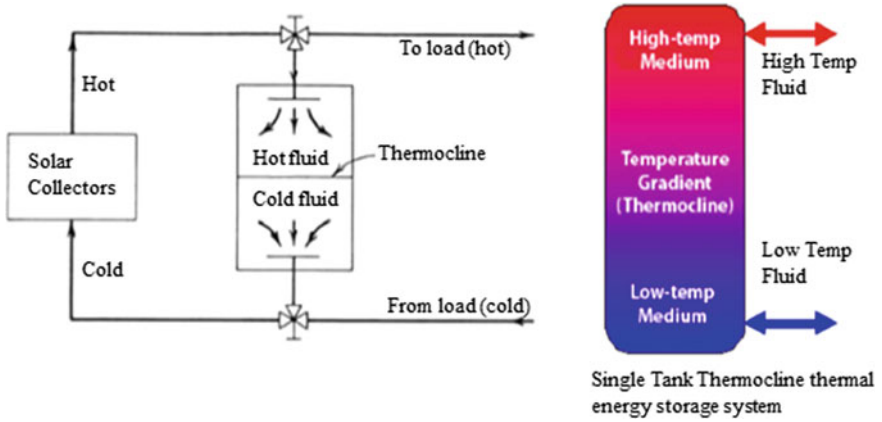 To load (hot)
Hot
Solar
Collectors
Hot fluid
Thermocline
Cold fluid
Cold
From load (cold)
High-temp
Medium
High Temp
Fluid
Temperature
Gradient
(Thermocline)
Low Temp
Fluid
Low-temp
Medium
Single Tank Thermocline thermal
energy storage system